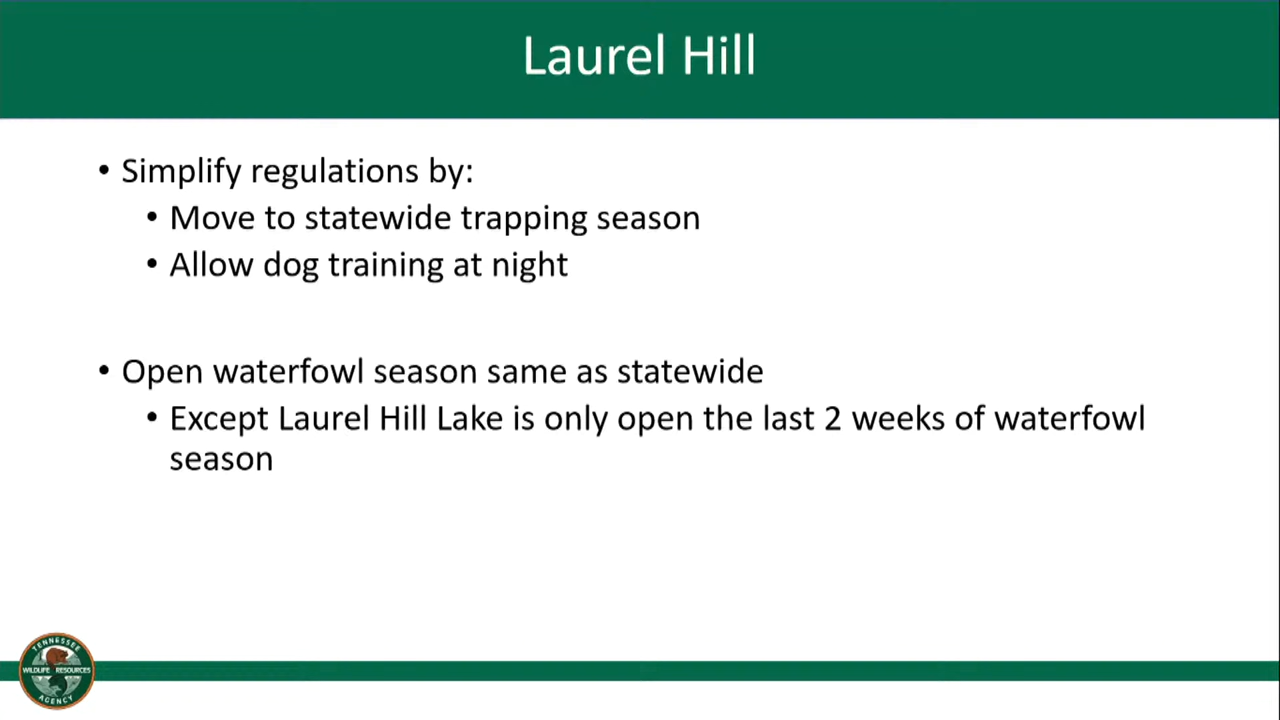 Laurel Hill
• Simplify regulations by:
• Move to statewide trapping season
• Allow dog training at night
• Open waterfowl season same as statewide
• Except Laurel Hill Lake is only open the last 2 weeks of waterfowl
season
TENNESSEE
WILDLIFE RESOURCES
AGENCY